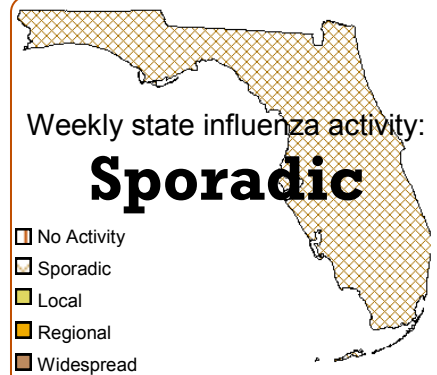 Weekly state influenza activity:
Sporadic
No Activity
Sporadic
Local
Regional
Widespread